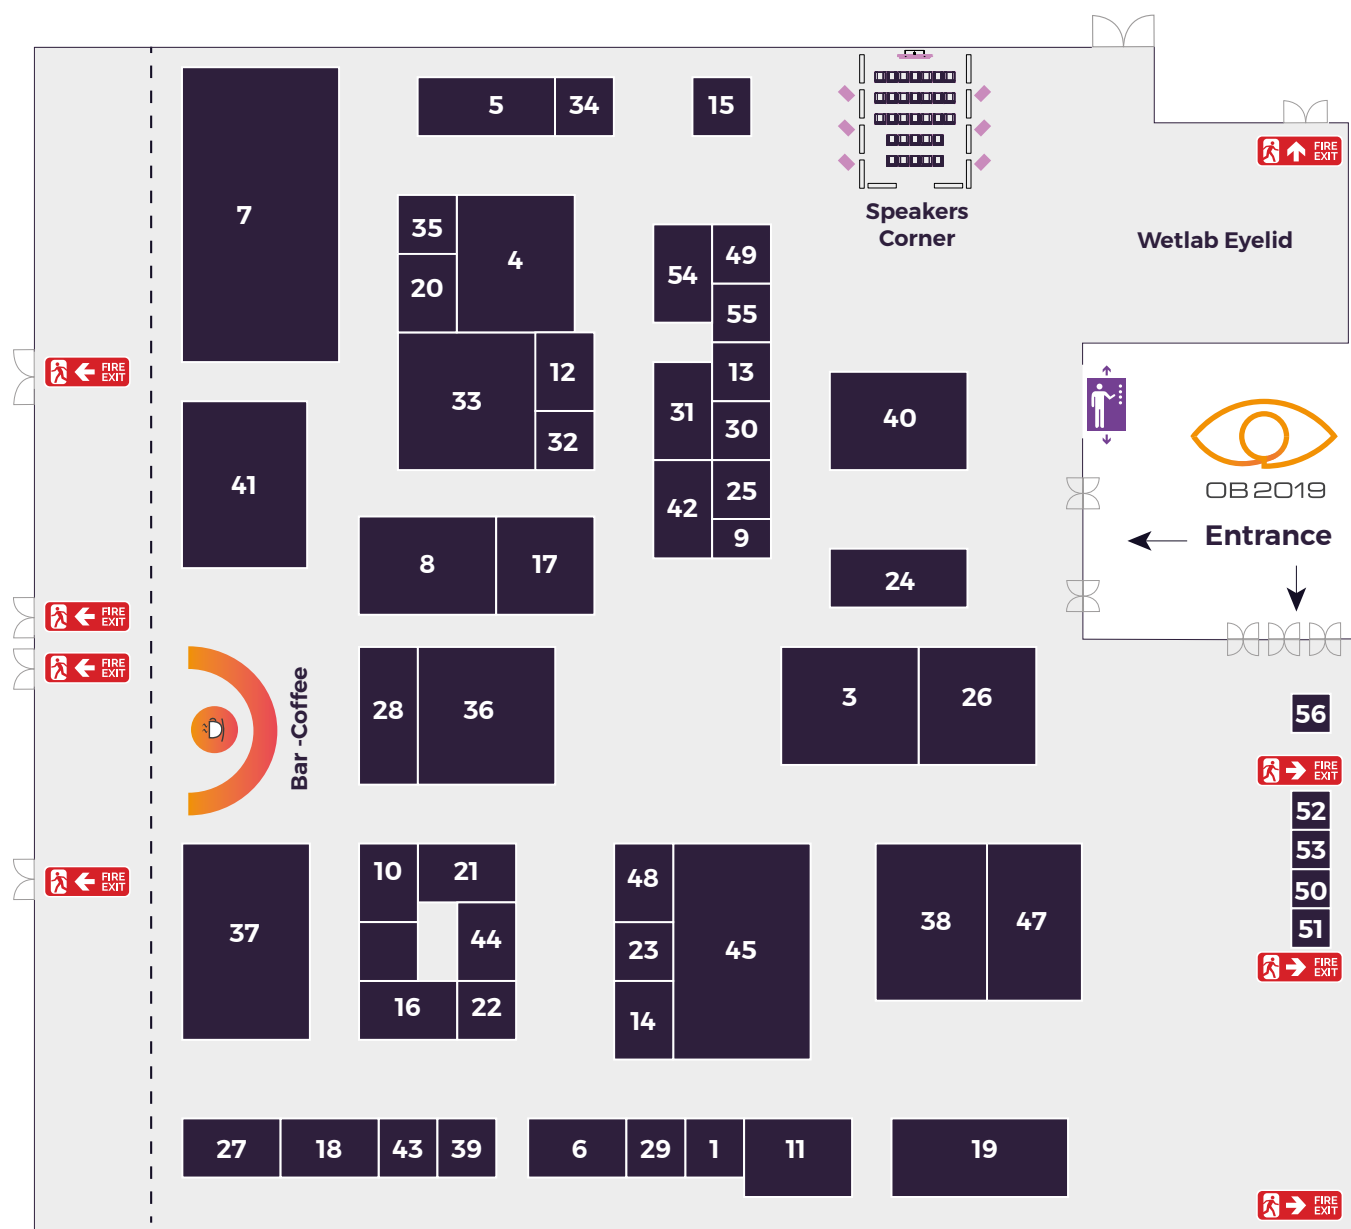 5
34
15
FIRE
EXIT
7
Speakers
Corner
35
4
20
54
49
55
Wetlab Eyelid
FIRE
EXIT
33
12
32
31
13
30
40
41
42
25
9
OB2019
Entrance
8
17
24
FIRE
EXIT
FIRE
EXIT
Bar -Coffee
28
36
3
26
56
FIRE
EXIT
52
53
50
51
FIRE
EXIT
FIRE
EXIT
37
10
21
44
16
22
48
23
14
45
38
47
27
18
43
39
6
29
1
11
19
FIRE
EXIT